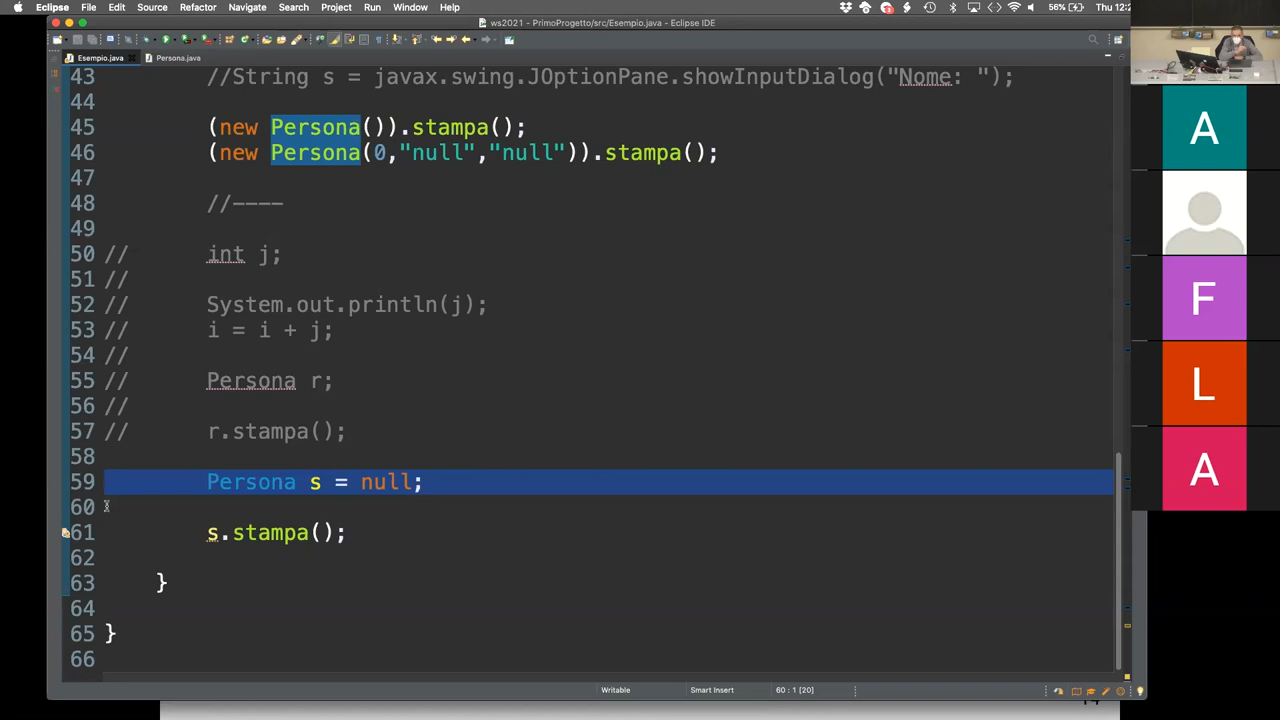 Eclipse File Edit Source Refactor Navigate Search Project Run Window Help
56% Thu 12:2
ws2021 - PrimoProgetto/src/Esempio.java - Eclipse IDE
Esempio.java Persona.java
43 //String s = javax.swing.JOptionPane.showInputDialog("Nome: ");
44
45 (new Persona()).stampa();
46 (new Persona(0,"null","null")).stampa();
47
48 //----
49
50 // int j;
51 //
52 // System.out.println(j);
53 // i = i + j;
54 //
55 // Persona r;
56 //
57 // r.stampa();
58
59 Persona s = null;
60
61 s.stampa();
62
63 }
64
65 }
66
Writable Smart Insert 60 : 1 [20]
A
F
L
A